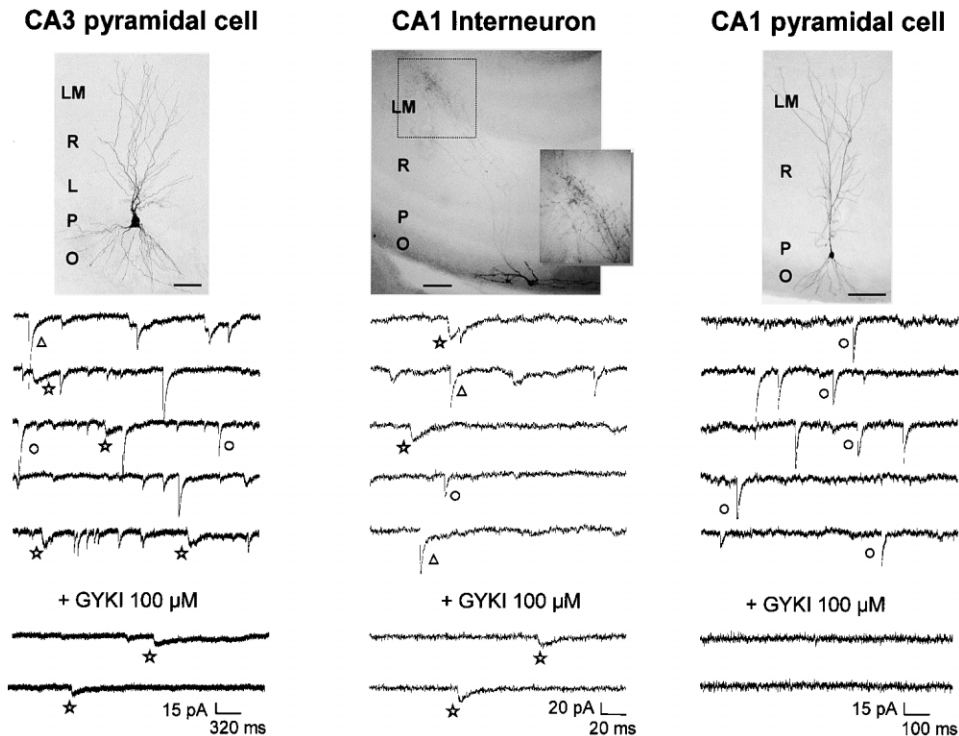 CA3 pyramidal cell
LM
R
L
P
O
CA1 Interneuron
LM
R
P
O
CA1 pyramidal cell
LM
R
P
O
+ GYKI 100 µM
15 pA
320 ms
+ GYKI 100 µM
20 pA
20 ms
+ GYKI 100 µM
15 pA
100 ms